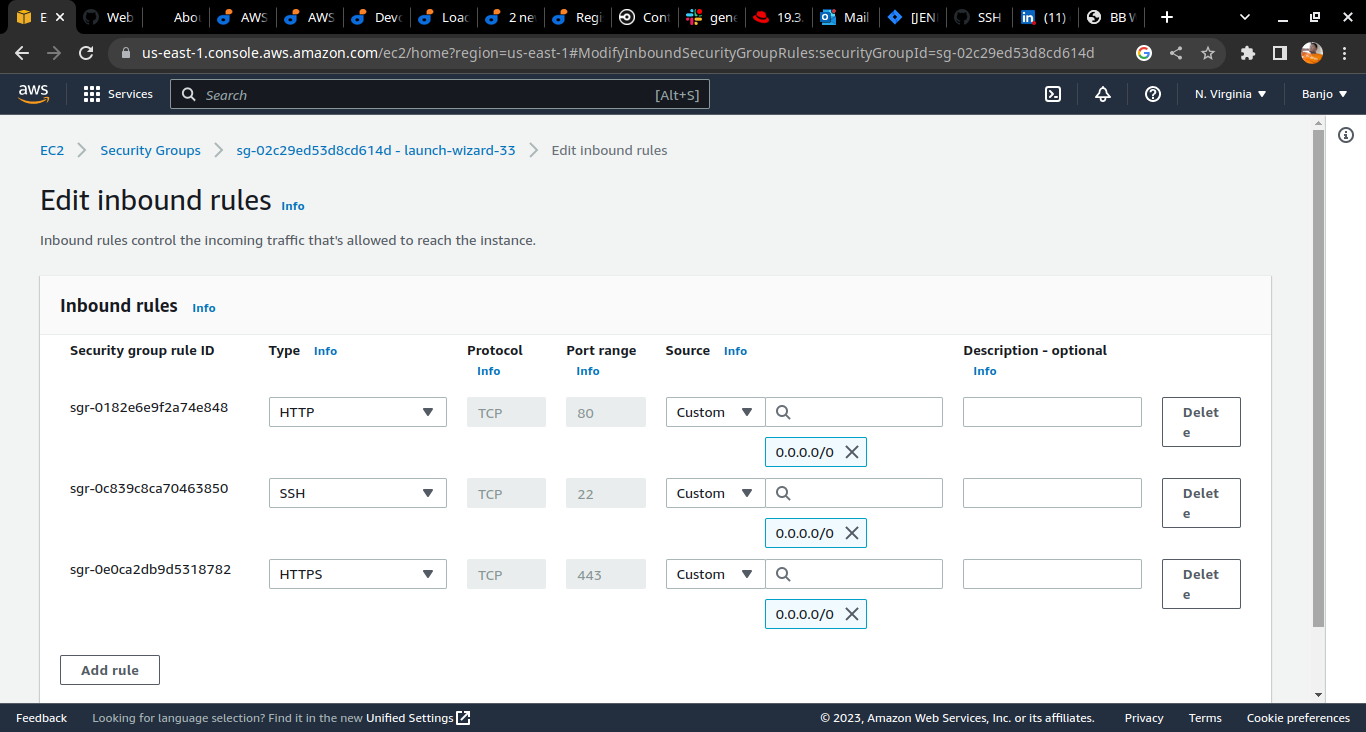 E
Web
Abo
AWS
AWS
Devo
Load
2 ne
Regi
Cont
gene
19.3.
Mail
[JEN
SSH
(11)
BB W
us-east-1.console.aws.amazon.com/ec2/home?region=us-east-1#ModifyInboundSecurityGroupRules:securityGroupId=sg-02c29ed53d8cd614d
aws
Services
Search
[Alt+S]
N. Virginia
Banjo
EC2
Security Groups
sg-02c29ed53d8cd614d - launch-wizard-33
Edit inbound rules
Edit inbound rules Info
Inbound rules control the incoming traffic that's allowed to reach the instance.
Inbound rules Info
Security group rule ID
Type Info
Protocol
Info
Port range
Info
Source Info
Description - optional
Info
sgr-0182e6e9f2a74e848
HTTP
TCP
80
Custom
0.0.0.0/0
Delet
e
sgr-0c839c8ca70463850
SSH
TCP
22
Custom
0.0.0.0/0
Delet
e
sgr-0e0ca2db9d5318782
HTTPS
TCP
443
Custom
0.0.0.0/0
Delet
e
Add rule
Feedback
Looking for language selection? Find it in the new Unified Settings
© 2023, Amazon Web Services, Inc. or its affiliates.
Privacy
Terms
Cookie preferences